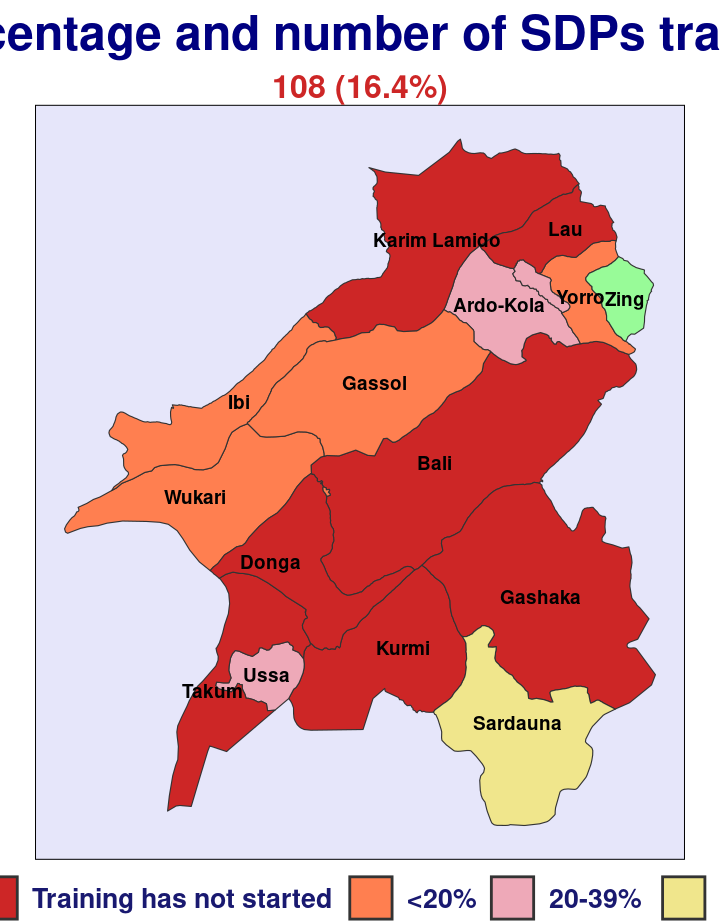 centage and number of SDPs tra
108 (16.4%)
Karim Lamido
Lau
Ardo-Kola
Yorro
Zing
Gassol
Ibi
Bali
Wukari
Donga
Gashaka
Kurmi
Ussa
Takum
Sardauna
Training has not started <20% 20-39%